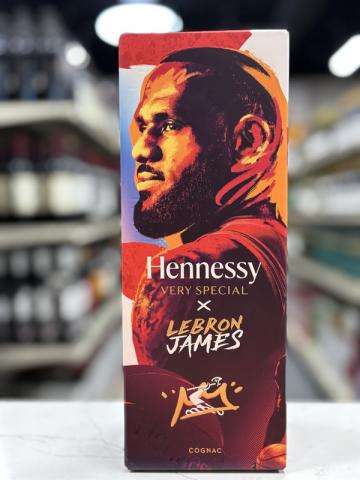 Hennessy
VERY SPECIAL
X
LEBRON
JAMES
COGNAC